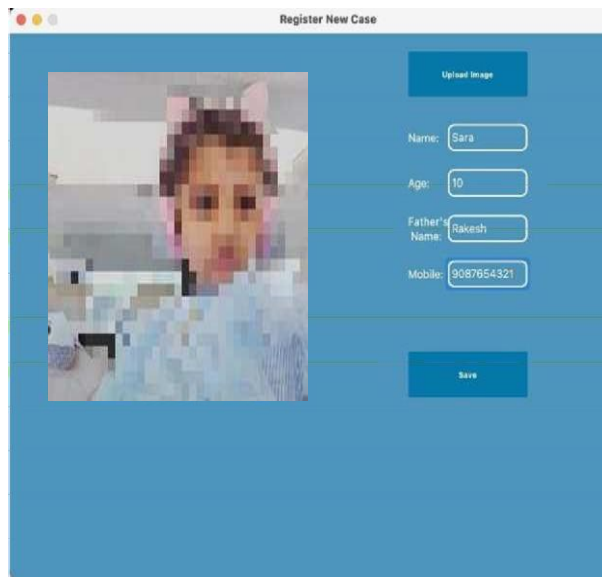 Register New Case
Upload Image
Name: Sara
Age: 10
Father's
Name: Rakesh
Mobile: 9087654321
Save